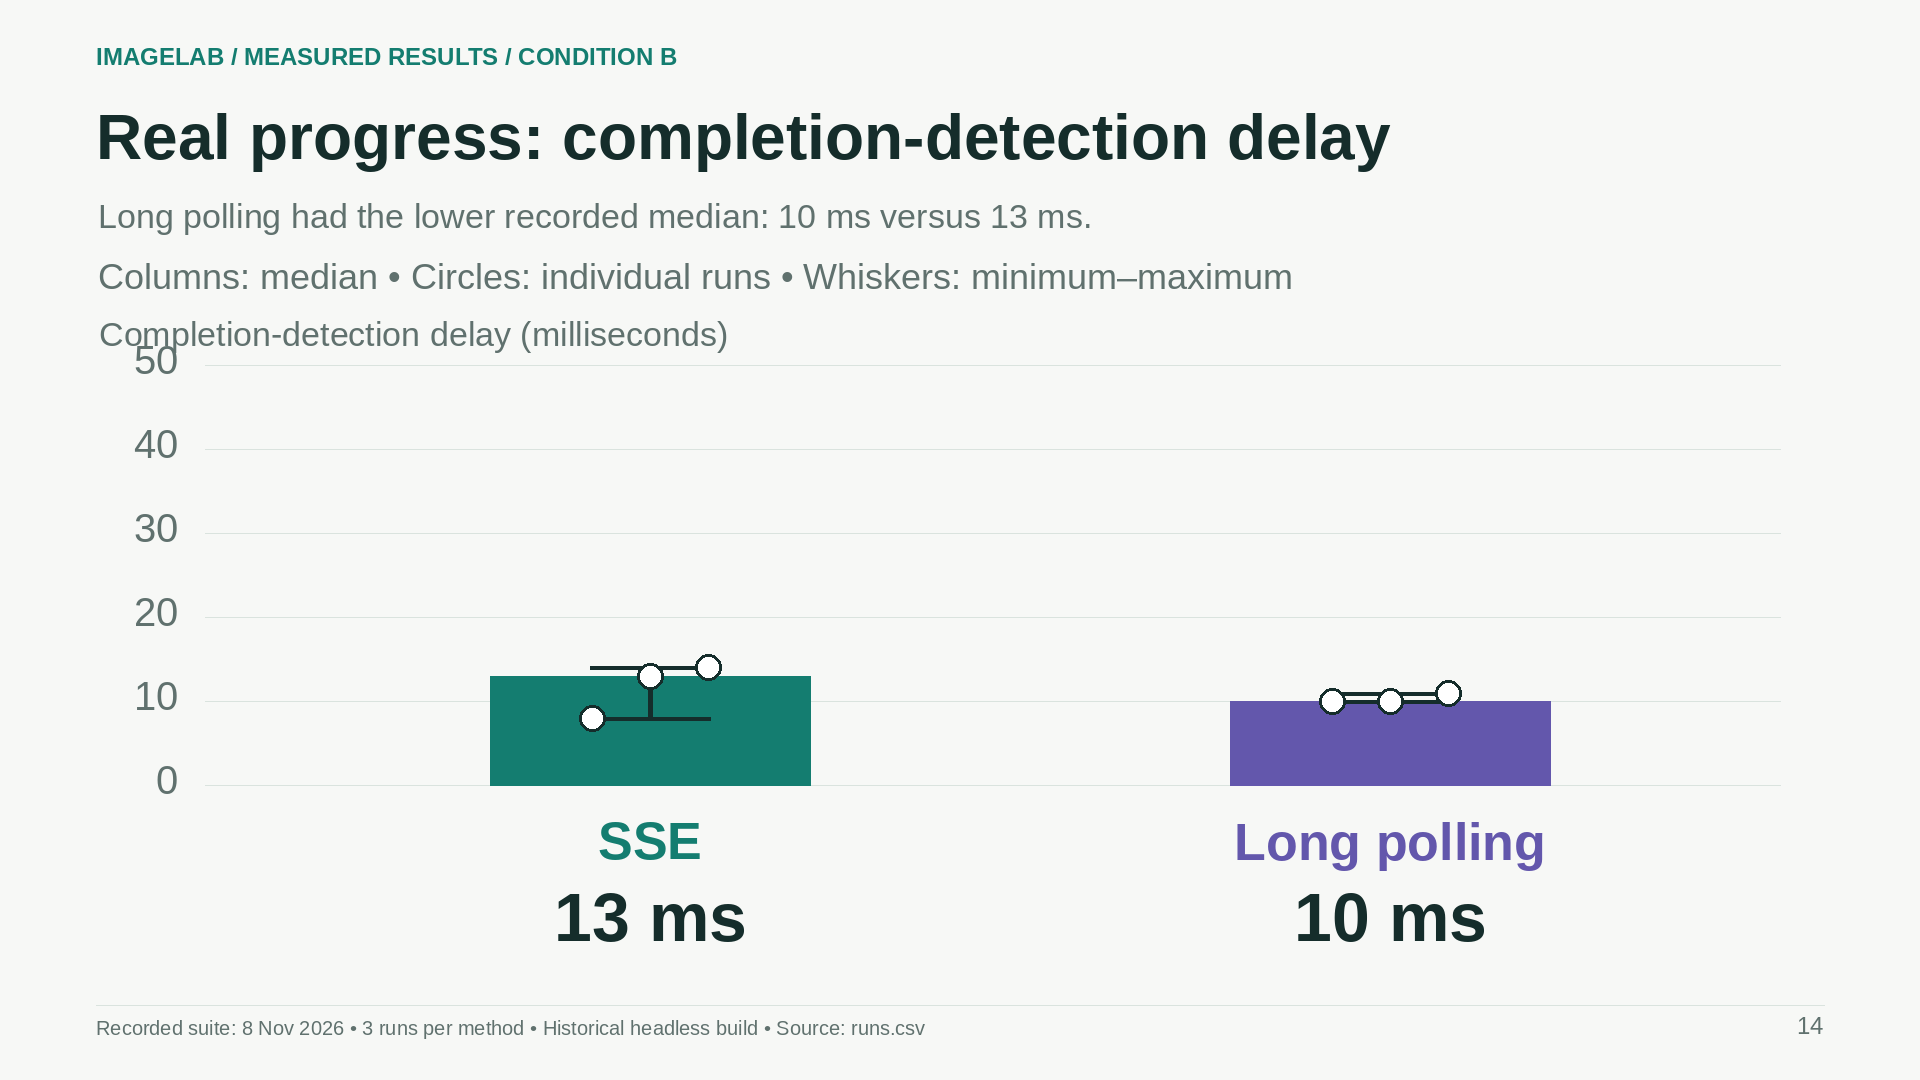 IMAGELAB / MEASURED RESULTS / CONDITION B
Real progress: completion-detection delay
Long polling had the lower recorded median: 10 ms versus 13 ms.
Columns: median • Circles: individual runs • Whiskers: minimum–maximum
Completion-detection delay (milliseconds)
50
40
30
20
10
0
SSE
Long polling
13 ms
10 ms
Recorded suite: 8 Nov 2026 • 3 runs per method • Historical headless build • Source: runs.csv
14